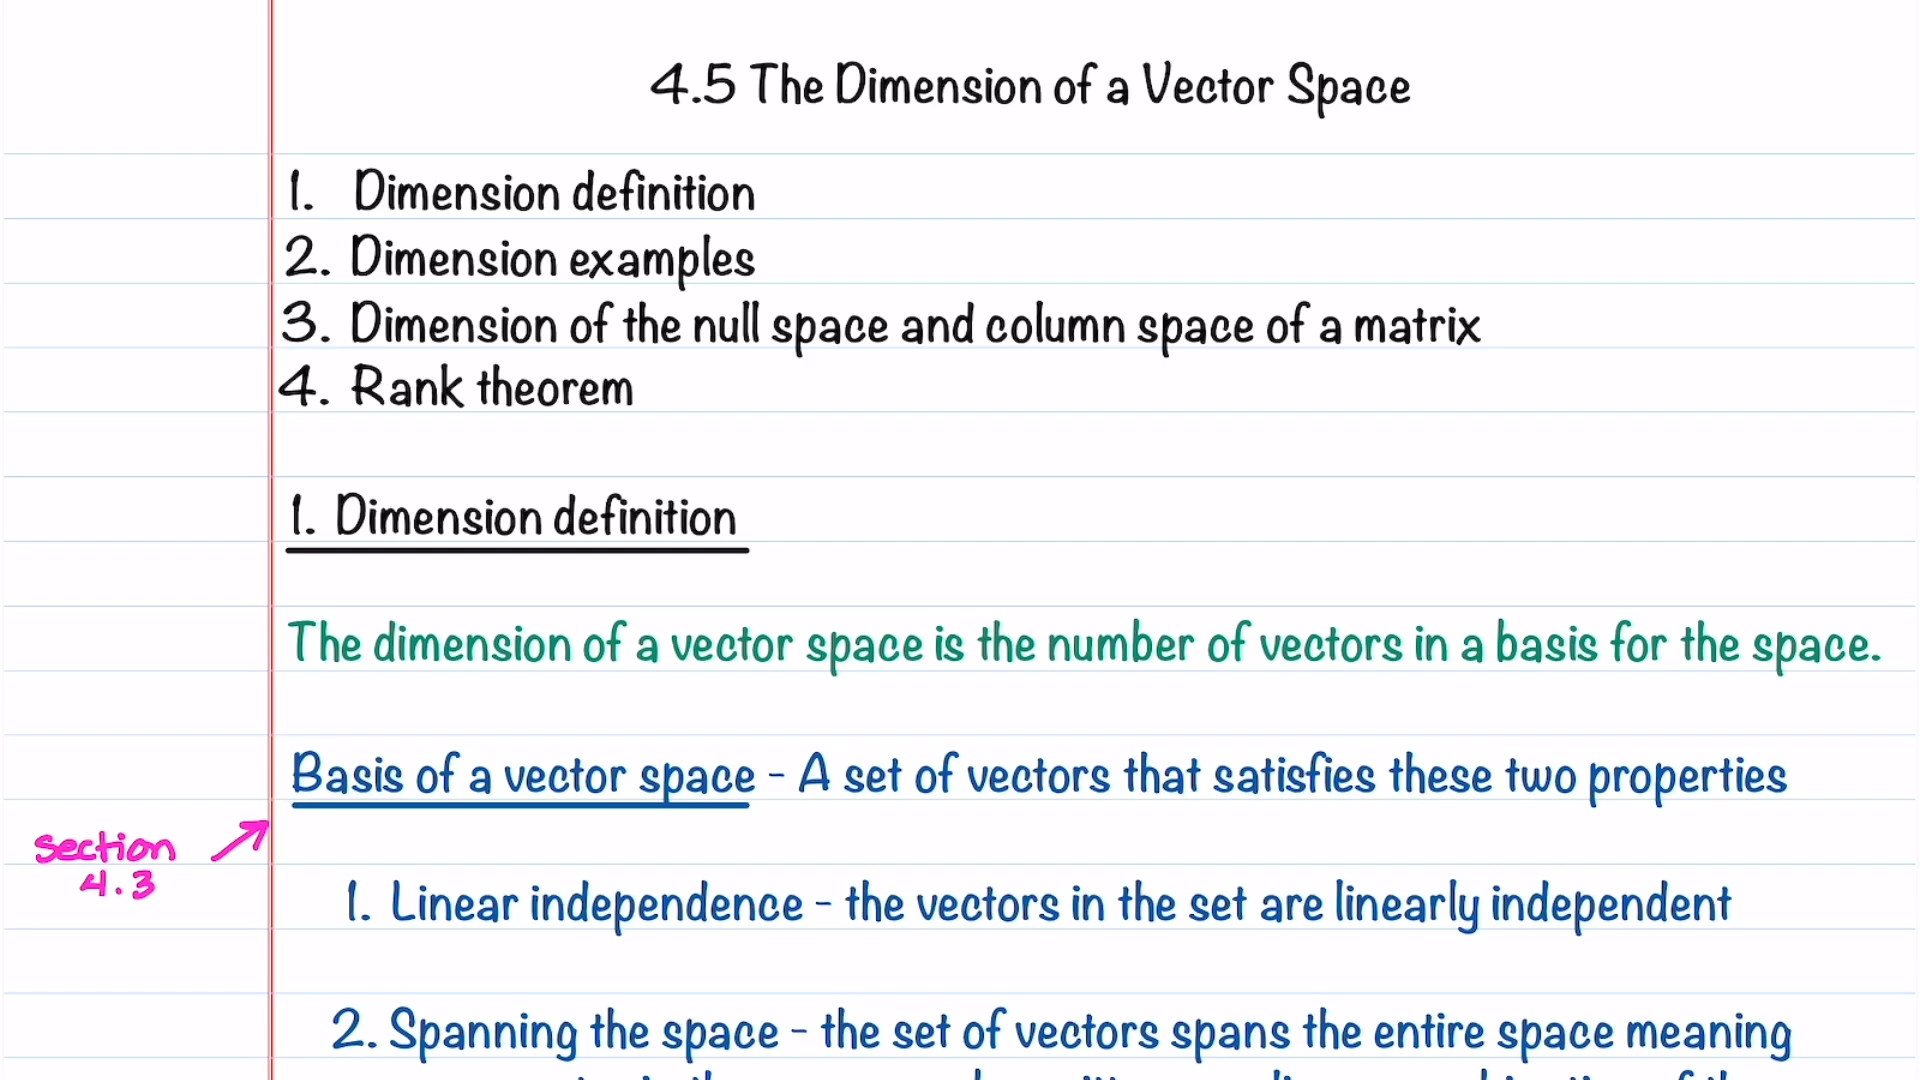 4.5 The Dimension of a Vector Space
1. Dimension definition
2. Dimension examples
3. Dimension of the null space and column space of a matrix
4. Rank theorem
1. Dimension definition
The dimension of a vector space is the number of vectors in a basis for the space.
Basis of a vector space - A set of vectors that satisfies these two properties
section
4.3
1. Linear independence - the vectors in the set are linearly independent
2. Spanning the space - the set of vectors spans the entire space meaning